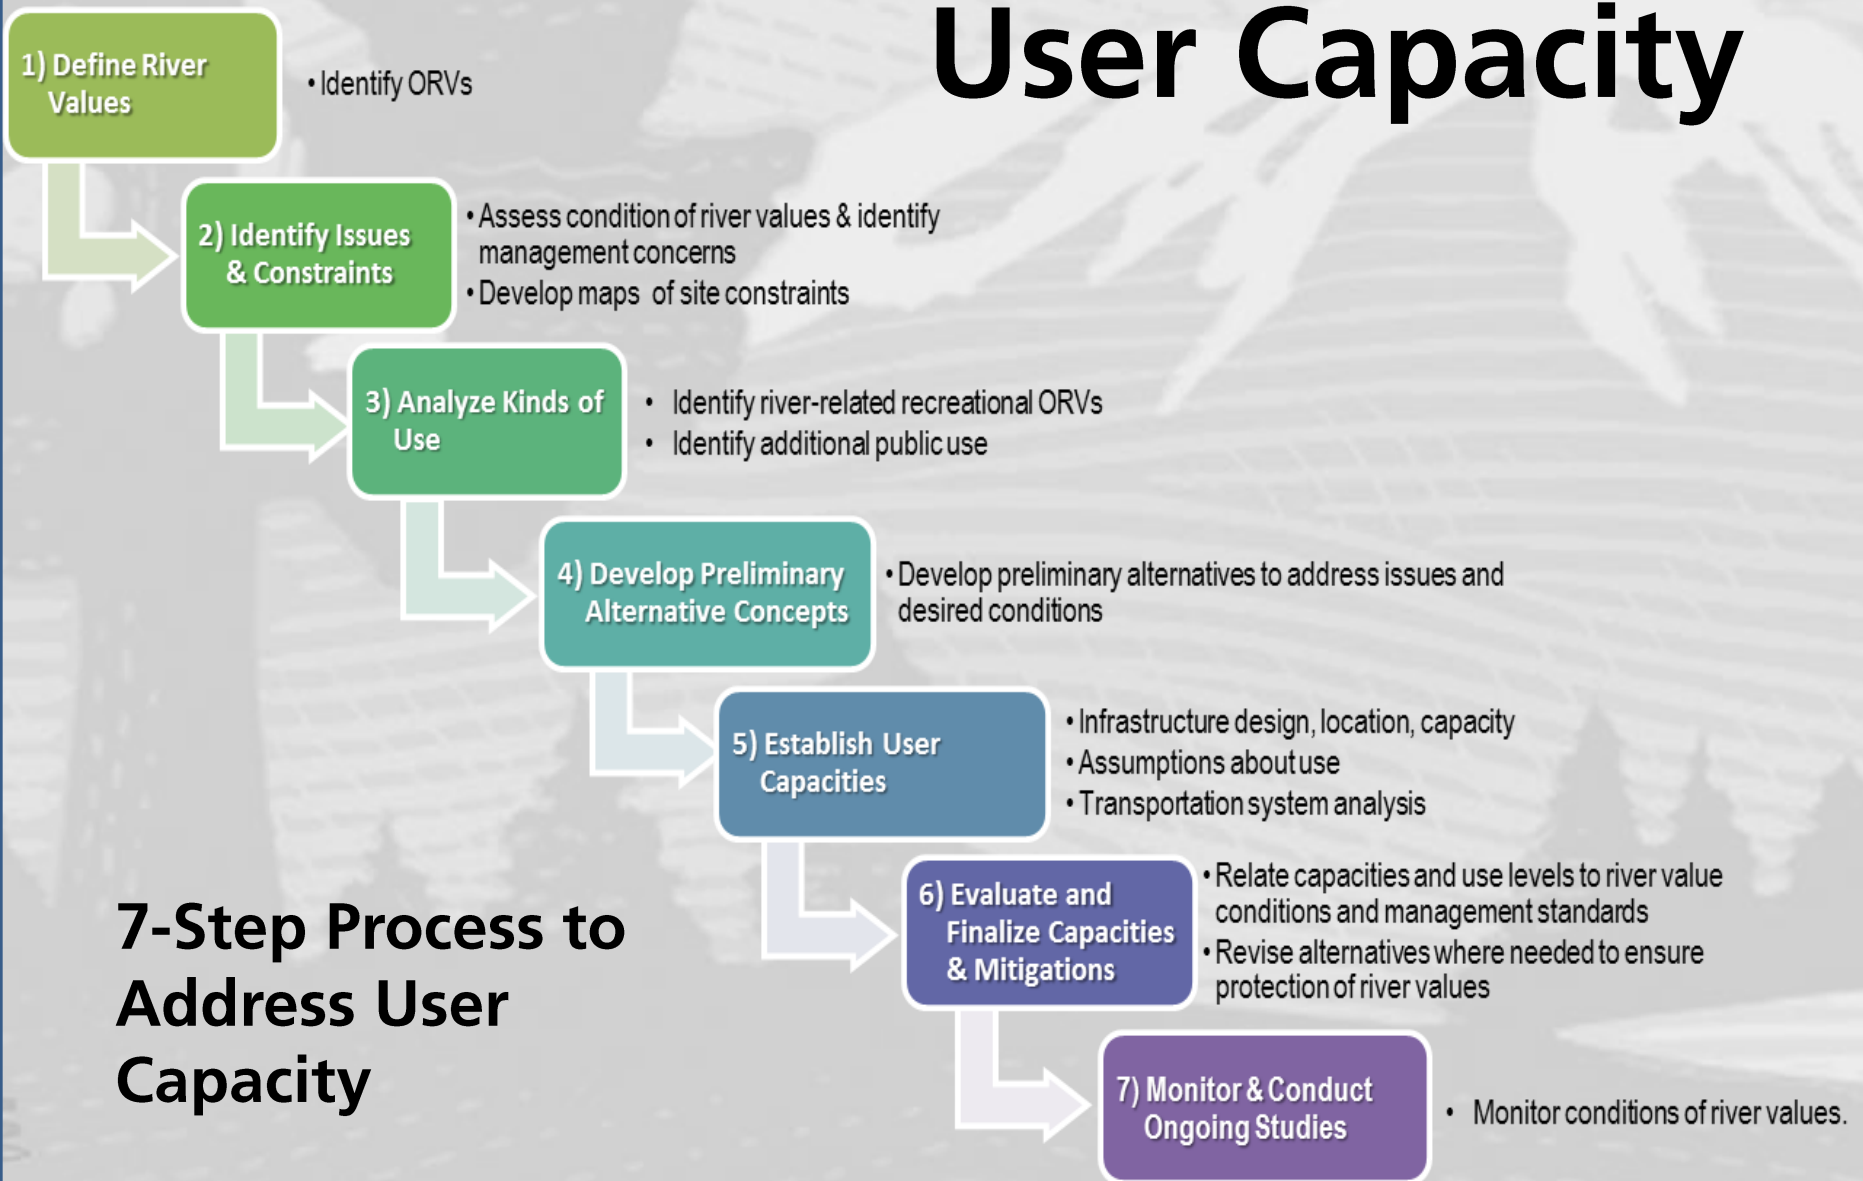 User Capacity
1) Define River
Values
• Identify ORVs
2) Identify Issues
& Constraints
• Assess condition of river values & identify
management concerns
• Develop maps of site constraints
3) Analyze Kinds of
Use
• Identify river-related recreational ORVs
• Identify additional public use
4) Develop Preliminary
Alternative Concepts
• Develop preliminary alternatives to address issues and
desired conditions
5) Establish User
Capacities
• Infrastructure design, location, capacity
• Assumptions about use
• Transportation system analysis
6) Evaluate and
Finalize Capacities
& Mitigations
• Relate capacities and use levels to river value
conditions and management standards
• Revise alternatives where needed to ensure
protection of river values
7) Monitor & Conduct
Ongoing Studies
• Monitor conditions of river values.
7-Step Process to
Address User
Capacity